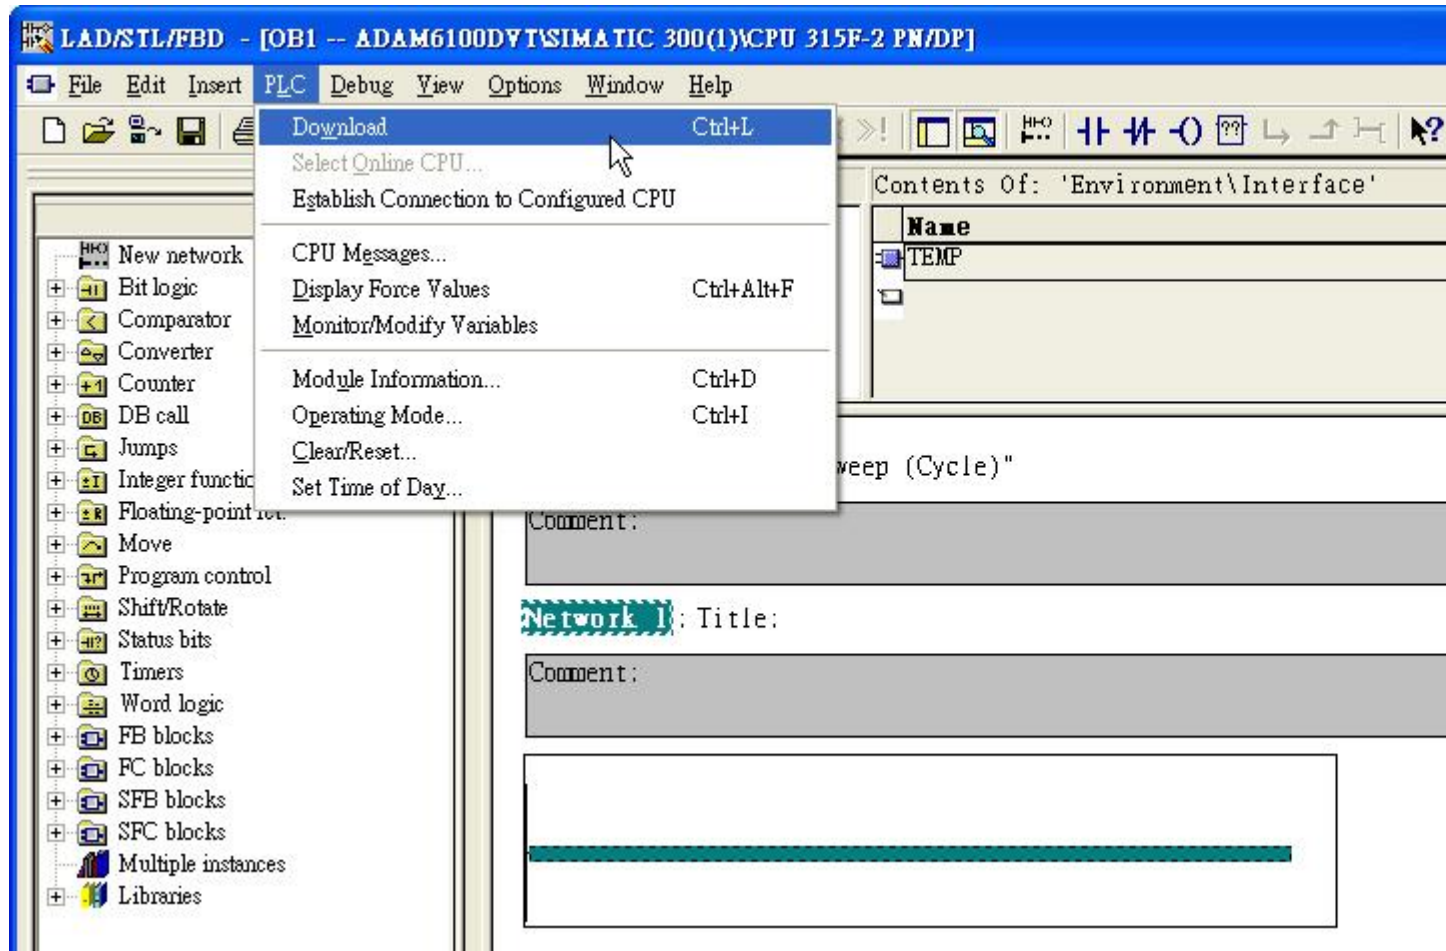 LAD/STL/FBD - [OB1 -- ADAM6100DVT\SIMATIC 300(1)\CPU 315F-2 PN/DP]
File Edit Insert PLC Debug View Options Window Help
Download Ctrl+L
Select Online CPU...
Establish Connection to Configured CPU
CPU Messages...
Display Force Values Ctrl+Alt+F
Monitor/Modify Variables
Module Information... Ctrl+D
Operating Mode... Ctrl+I
Clear/Reset...
Set Time of Day...
Contents Of: 'Environment\Interface'
Name
TEMP
New network
Bit logic
Comparator
Converter
Counter
DB call
Jumps
Integer functio
Floating-point fct.
Move
Program control
Shift/Rotate
Status bits
Timers
Word logic
FB blocks
FC blocks
SFB blocks
SFC blocks
Multiple instances
Libraries
weep (Cycle)"
Comment:
Network 1: Title:
Comment: